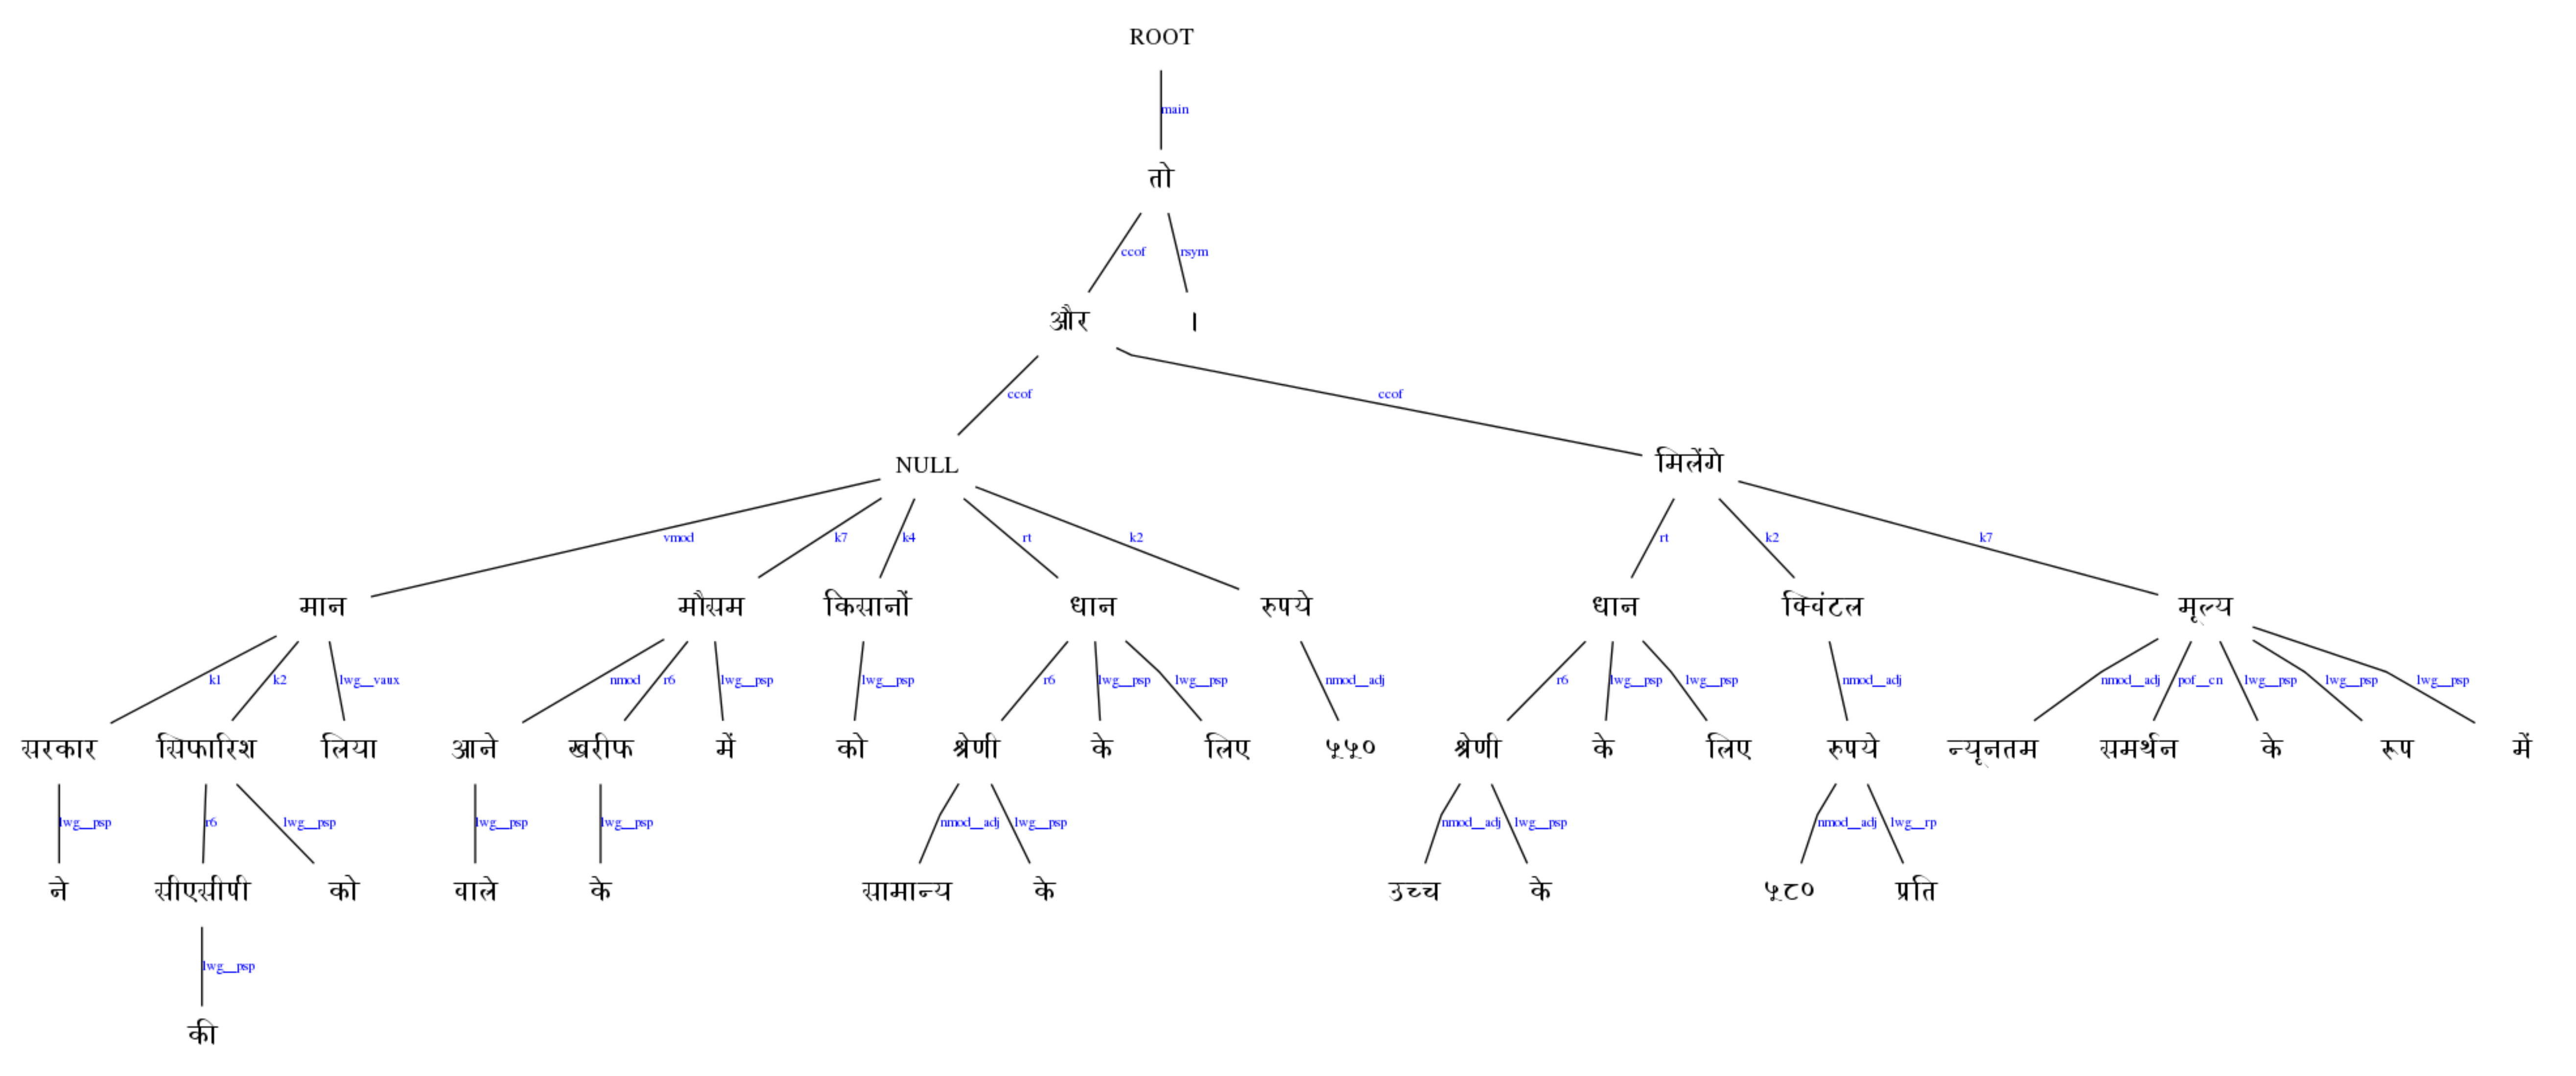 ROOT
main
तो
ccof rsym
और ।
ccof ccof
NULL मिलेंगे
vmod k7 k4 rt k2 rt k2 k7
मान मौसम किसानों धान रुपये धान क्विंटल मूल्य
k1 k2 lwg__vaux nmod r6 lwg__psp lwg__psp r6 lwg__psp lwg__psp nmod__adj r6 lwg__psp lwg__psp nmod__adj nmod__adj pof__cn lwg__psp lwg__psp lwg__psp
सरकार सिफारिश लिया आने खरीफ में को श्रेणी के लिए ५५० श्रेणी के लिए रुपये न्यूनतम समर्थन के रूप में
lwg__psp r6 lwg__psp lwg__psp lwg__psp nmod__adj lwg__psp nmod__adj lwg__psp nmod__adj lwg__rp
ने सीएसीपी को वाले के सामान्य के उच्च के ५८० प्रति
lwg__psp
की